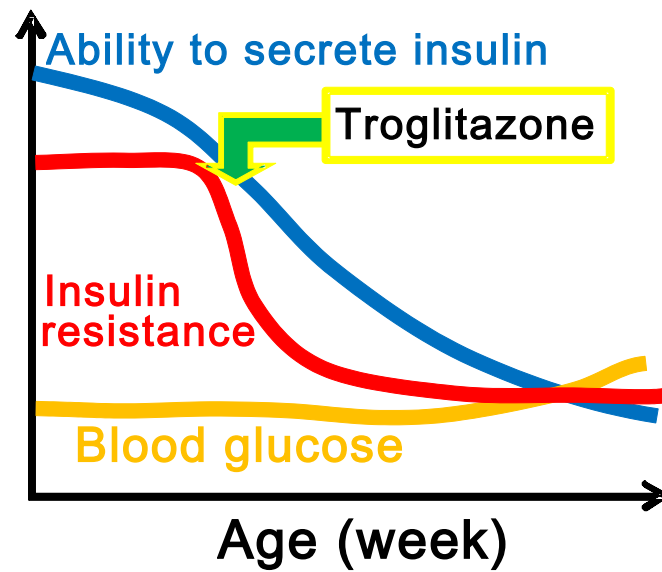 Ability to secrete insulin
Troglitazone
Insulin
resistance
Blood glucose
Age (week)